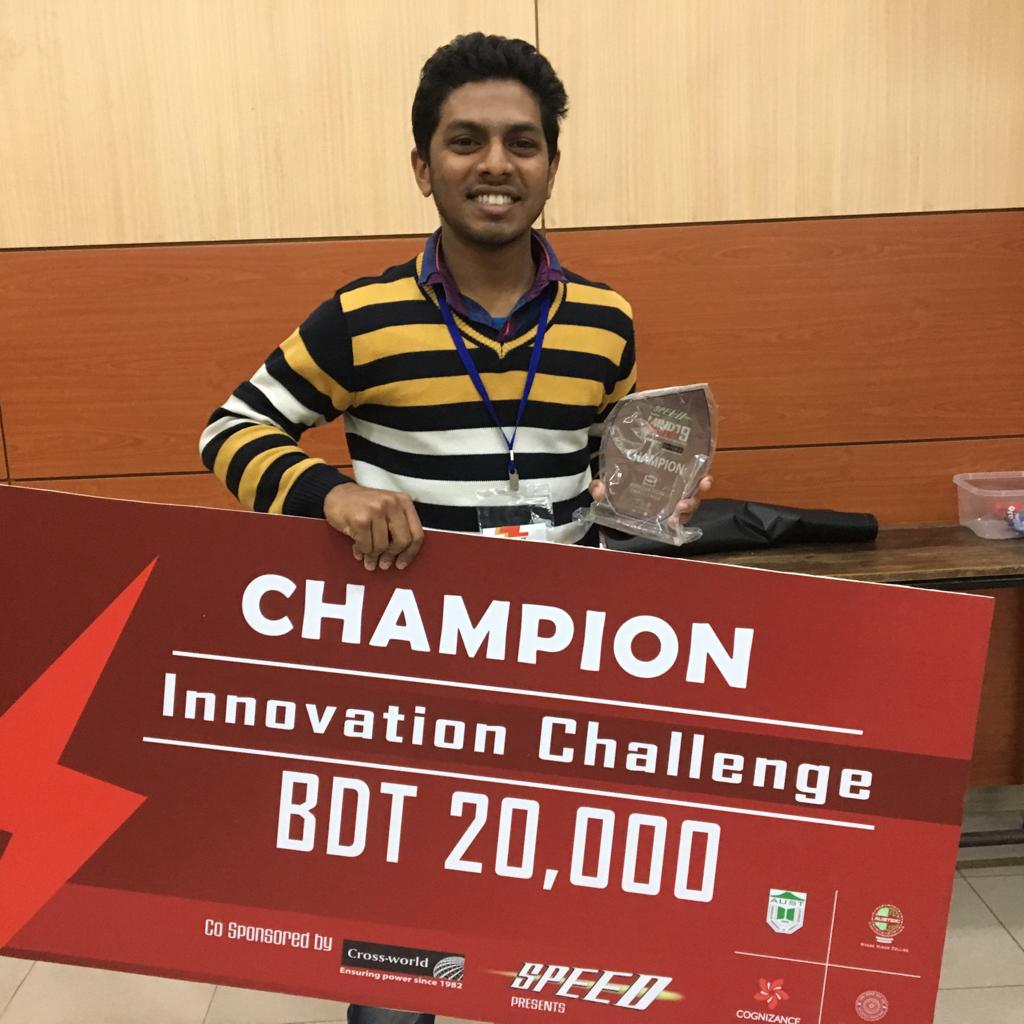 CHAMPION
CHAMPION
Innovation Challenge
BDT 20,000
Co Sponsored by
Cross-world
Ensuring power since 1982
SPEED
PRESENTS
AUST
COGNIZANCE